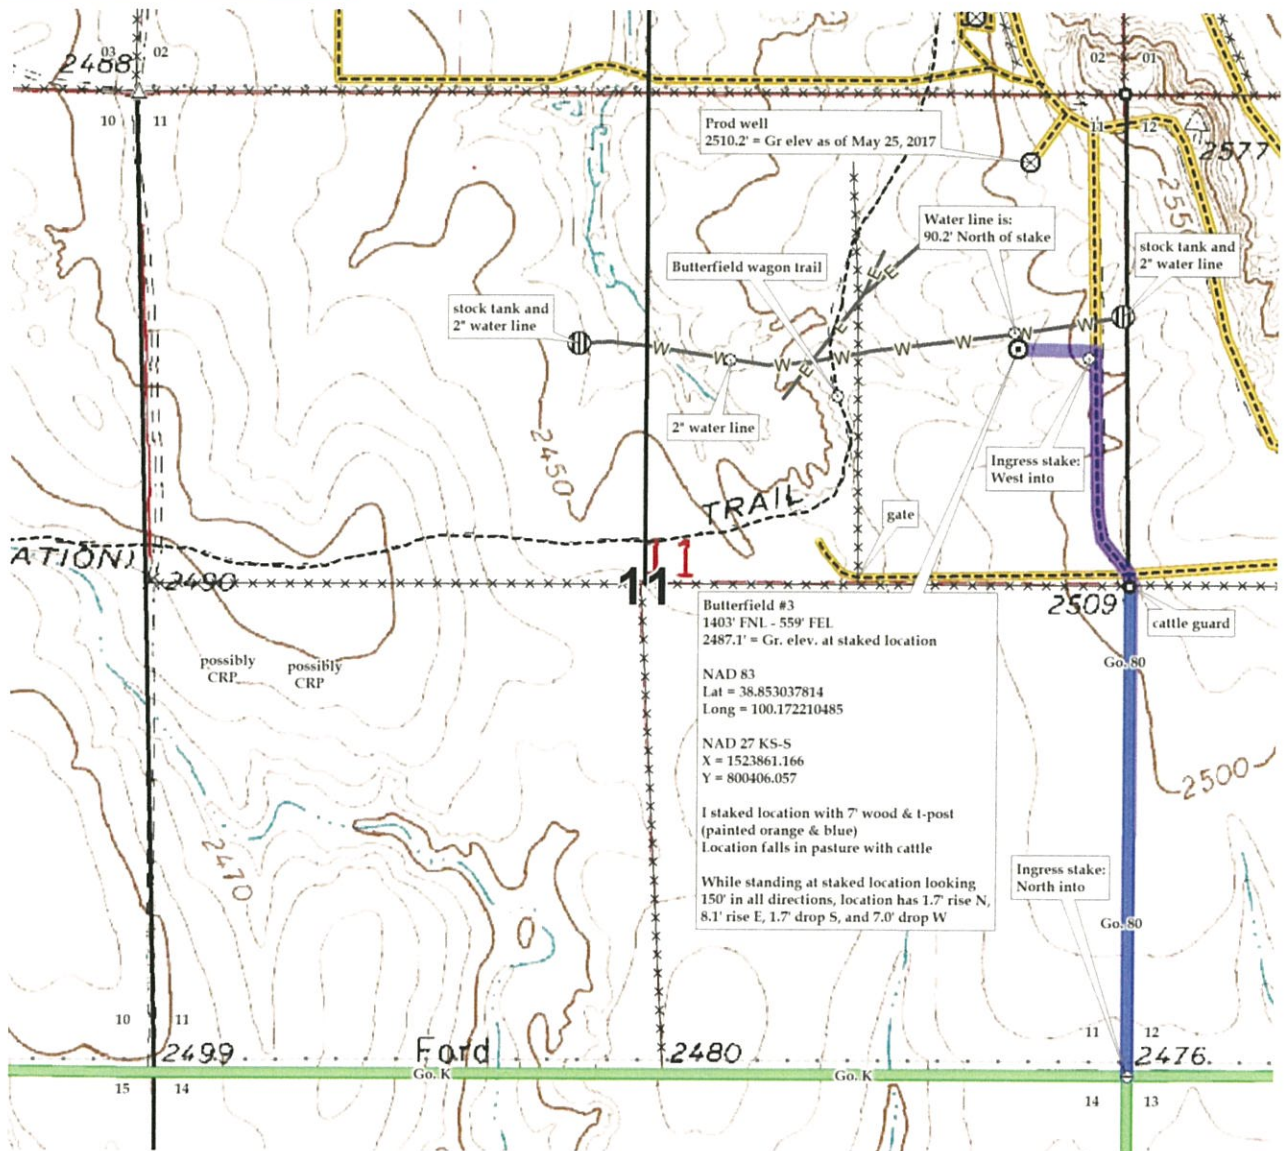 03 02
2488
10 11
02 01
11 12
2577
2550
Prod well
2510.2' = Gr elev as of May 25, 2017
Water line is:
90.2' North of stake
stock tank and
2" water line
Butterfield wagon trail
stock tank and
2" water line
E
E
E
E
W
W
W
W
W
W
W
W
2" water line
2450
Ingress stake:
West into
TRAIL
gate
ATION)
2490
11
11
2509
cattle guard
Go. 80
possibly
CRP
possibly
CRP
Butterfield #3
1403' FNL - 559' FEL
2487.1' = Gr. elev. at staked location
NAD 83
Lat = 38.853037814
Long = 100.172210485
NAD 27 KS-S
X = 1523861.166
Y = 800406.057
I staked location with 7' wood & t-post
(painted orange & blue)
Location falls in pasture with cattle
While standing at staked location looking
150' in all directions, location has 1.7' rise N,
8.1' rise E, 1.7' drop S, and 7.0' drop W
2500
2470
Ingress stake:
North into
Go. 80
10 11
11 12
2499
Ford
2480
2476
Go. K
Go. K
15 14
14 13